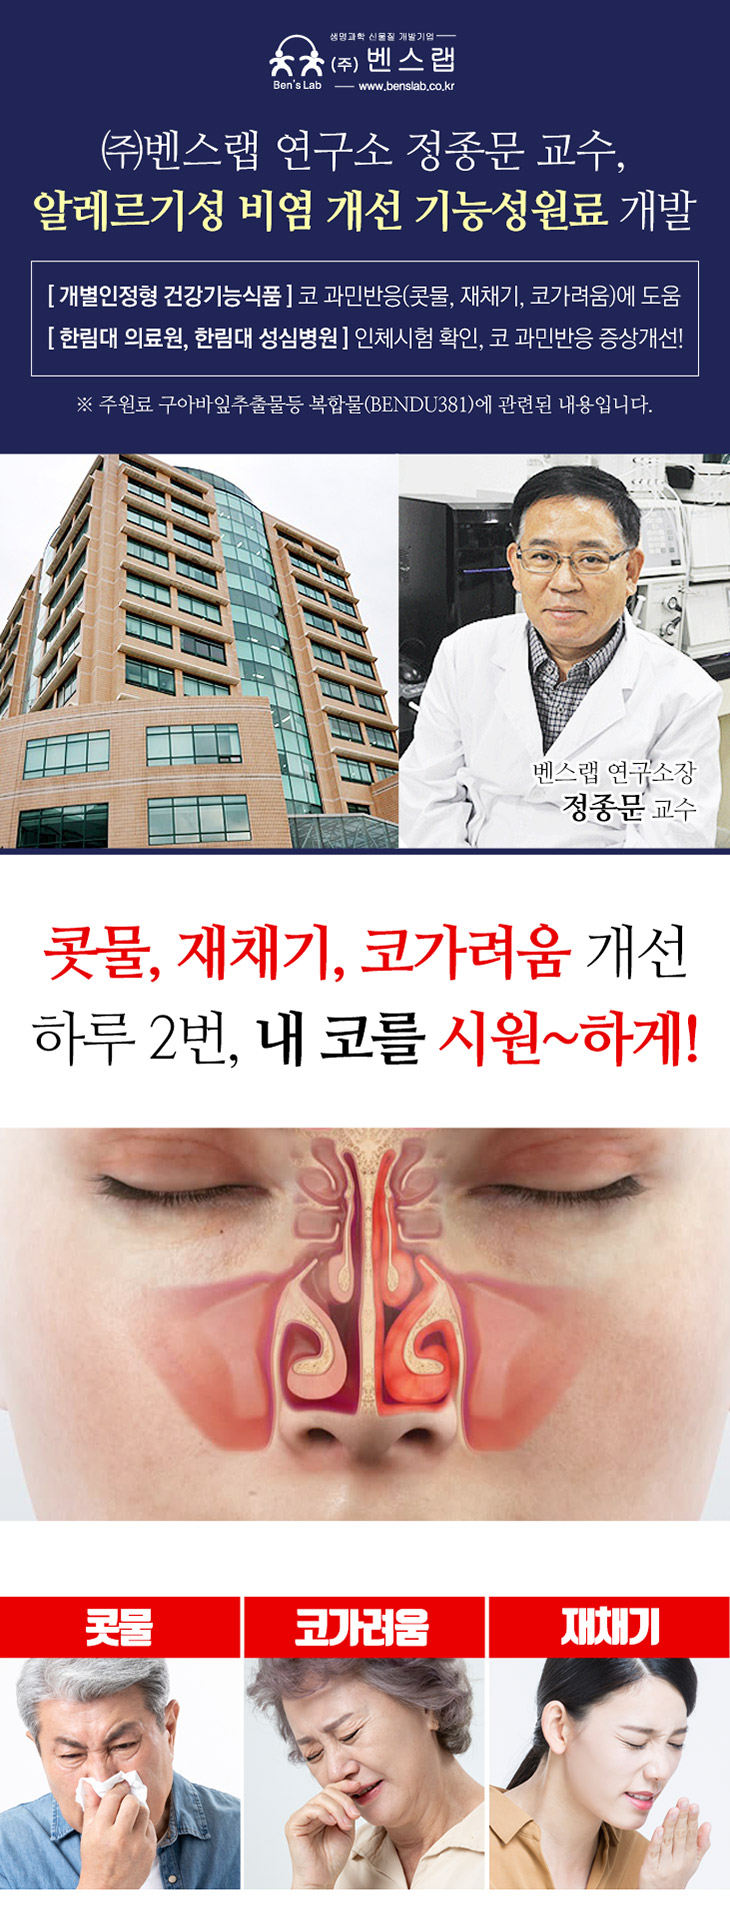 생명과학 신물질 개발기업
(주) 벤스랩
Ben's Lab
www.benslab.co.kr
㈜벤스랩 연구소 정종문 교수,
알레르기성 비염 개선 기능성원료 개발
[ 개별인정형 건강기능식품 ] 코 과민반응(콧물, 재채기, 코가려움)에 도움
[ 한림대 의료원, 한림대 성심병원 ] 인체시험 확인, 코 과민반응 증상개선!
※ 주원료 구아바잎추출물등 복합물(BENDU381)에 관련된 내용입니다.
벤스랩 연구소장
정종문 교수
콧물, 재채기, 코가려움 개선
하루 2번, 내 코를 시원~하게!
콧물
코가려움
재채기